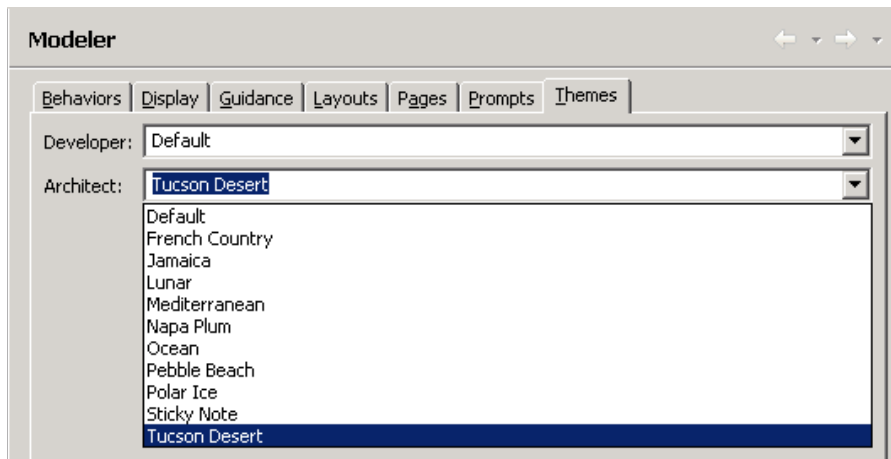 Modeler
Behaviors Display Guidance Layouts Pages Prompts Themes
Developer: Default
Architect: Tucson Desert
Default
French Country
Jamaica
Lunar
Mediterranean
Napa Plum
Ocean
Pebble Beach
Polar Ice
Sticky Note
Tucson Desert